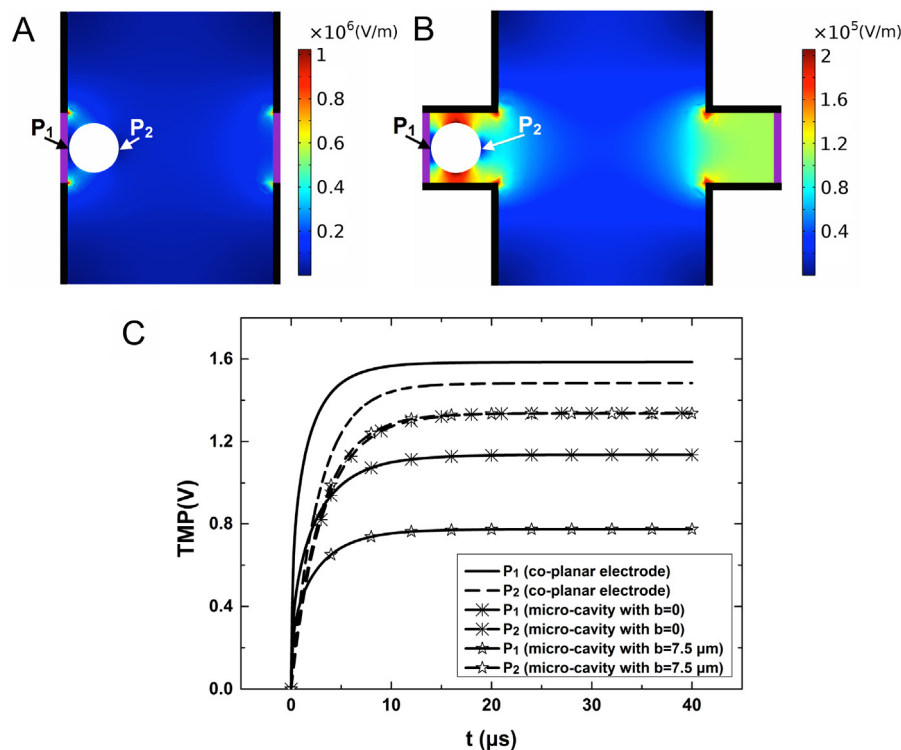 A
×10⁶(V/m)
1
0.8
0.6
0.4
0.2
P₁
P₂
B
×10⁵(V/m)
2
1.6
1.2
0.8
0.4
P₁
P₂
C
TMP(V)
1.6
1.2
0.8
0.4
0.0
P₁ (co-planar electrode)
P₂ (co-planar electrode)
P₁ (micro-cavity with b=0)
P₂ (micro-cavity with b=0)
P₁ (micro-cavity with b=7.5 µm)
P₂ (micro-cavity with b=7.5 µm)
0 10 20 30 40
t (µs)